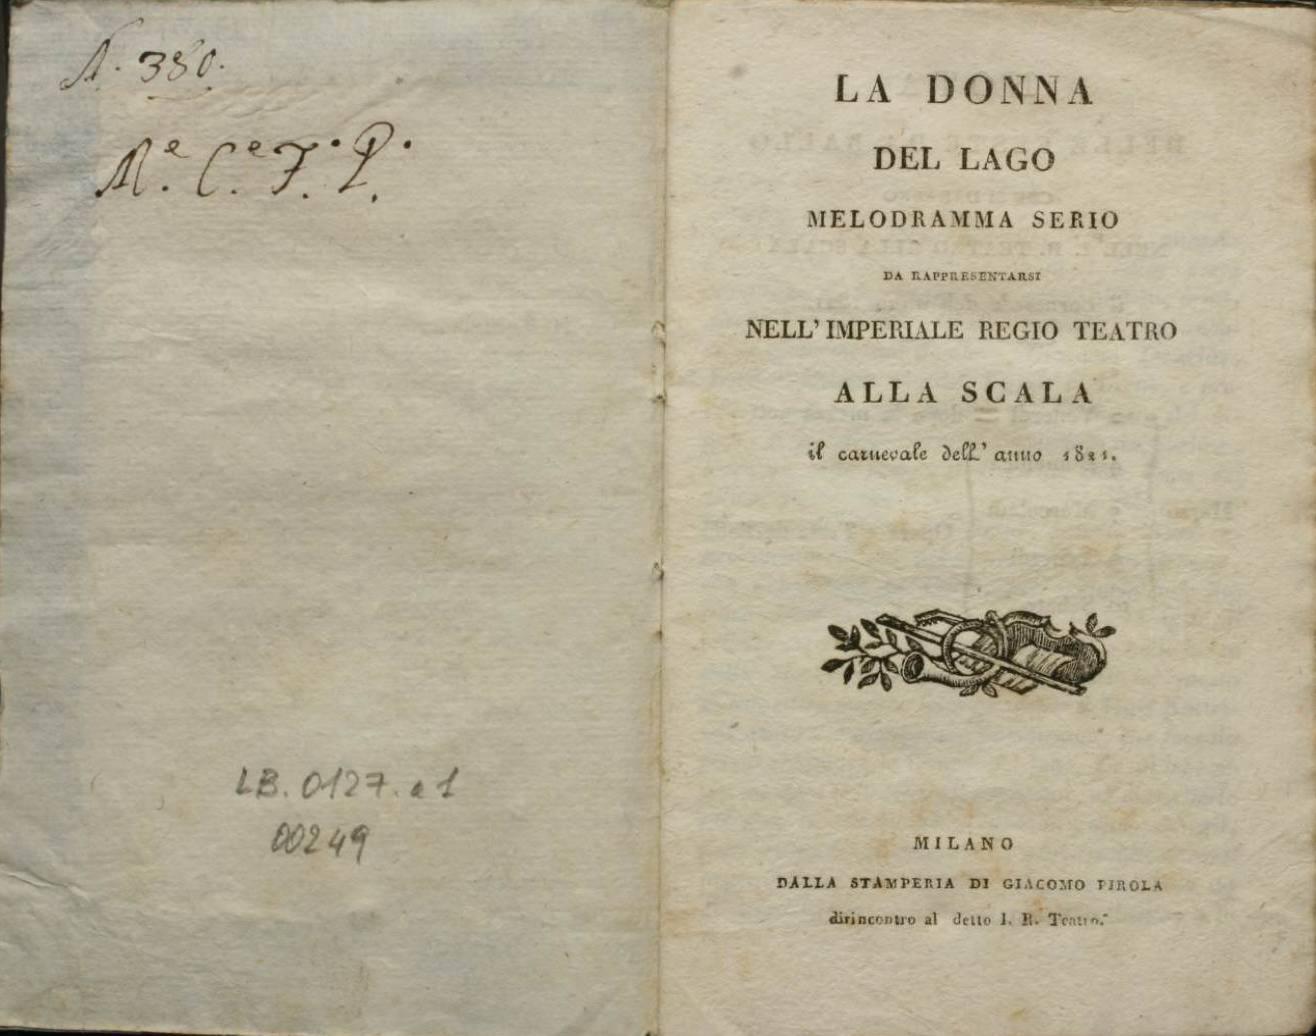 N. 380.
M.e C.e F. P.
LB. 0127. a 1
00249
LA DONNA
DEL LAGO
MELODRAMMA SERIO
DA RAPPRESENTARSI
NELL' IMPERIALE REGIO TEATRO
ALLA SCALA
il carnevale dell' anno 1821.
MILANO
DALLA STAMPERIA DI GIACOMO PIROLA
dirincontro al detto I. R. Teatro.